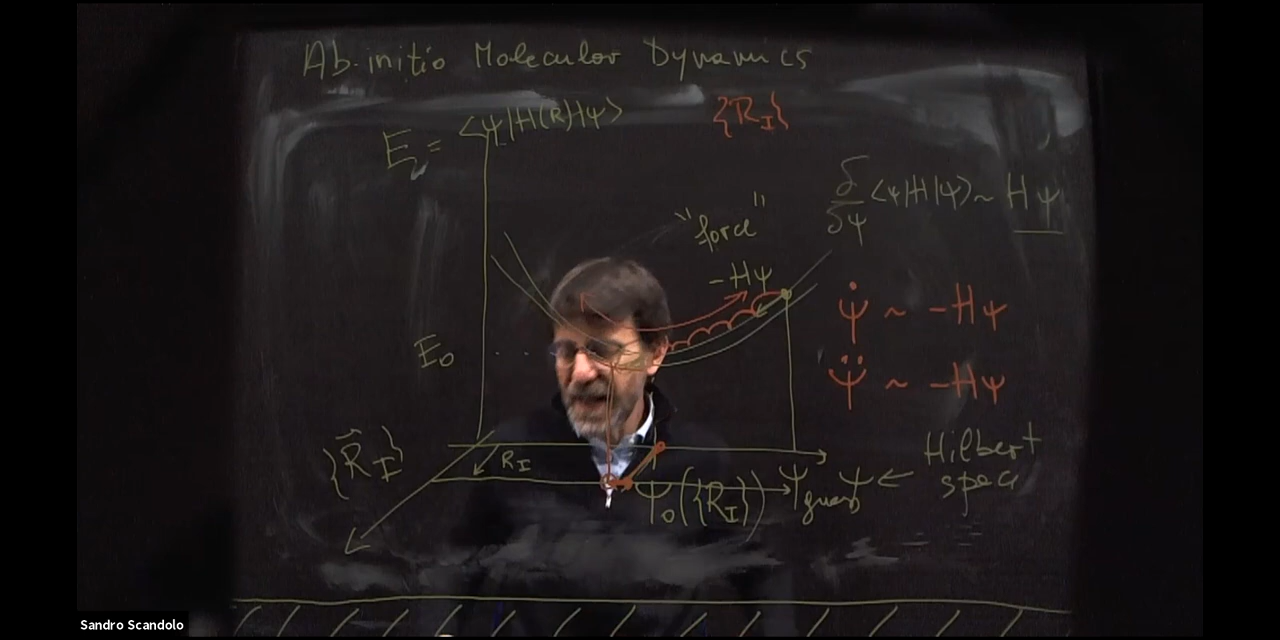 Ab-initio Molecular Dynamics
E = <ψ|H(R)|ψ>
{R_I}
δ/δψ <ψ|H|ψ> ~ Hψ
"force"
-Hψ
ψ̇ ~ -Hψ
E₀
ψ̈ ~ -Hψ
{R⃗_I}
R_I
Hilbert
space
ψ₀({R_I})
ψ_guess
ψ ←
Sandro Scandolo